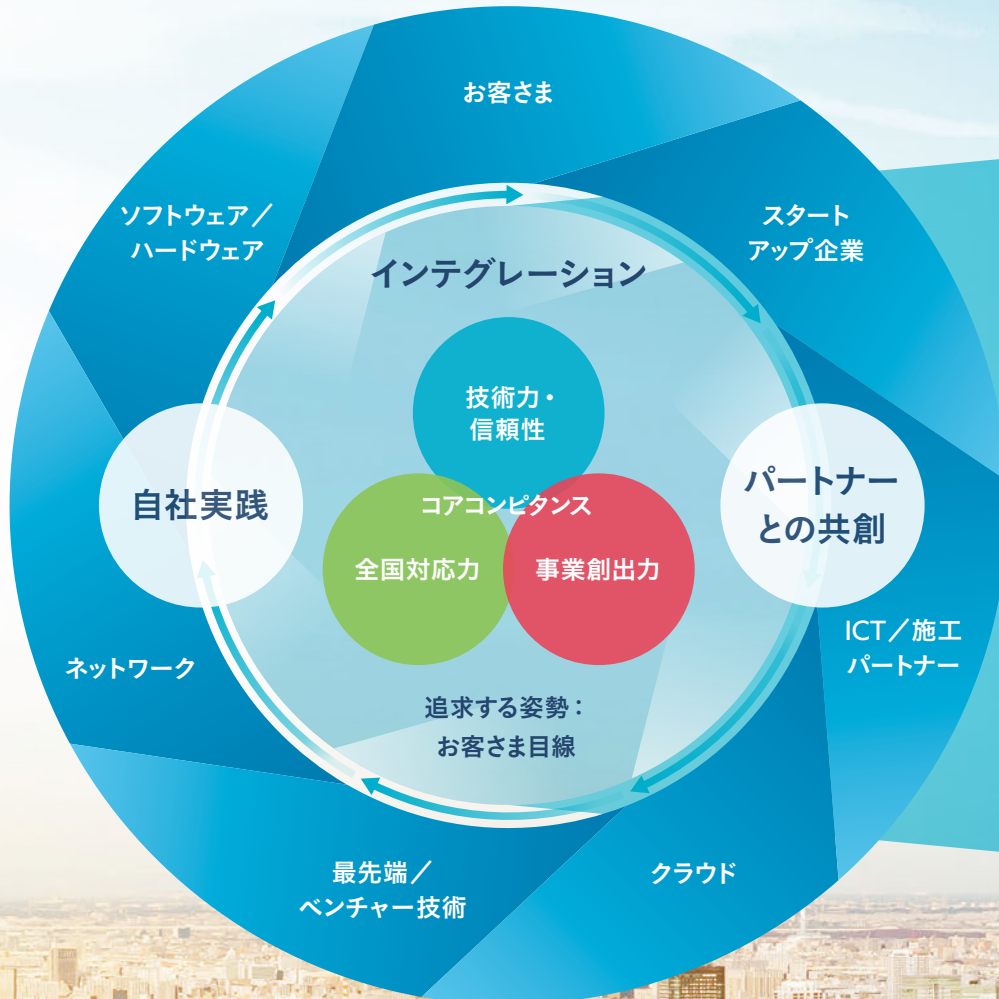 お客さま
ソフトウェア／
ハードウェア
スタート
アップ企業
インテグレーション
技術力・
信頼性
自社実践
コアコンピタンス
パートナー
との共創
全国対応力
事業創出力
ICT／施工
パートナー
ネットワーク
追求する姿勢：
お客さま目線
最先端／
ベンチャー技術
クラウド